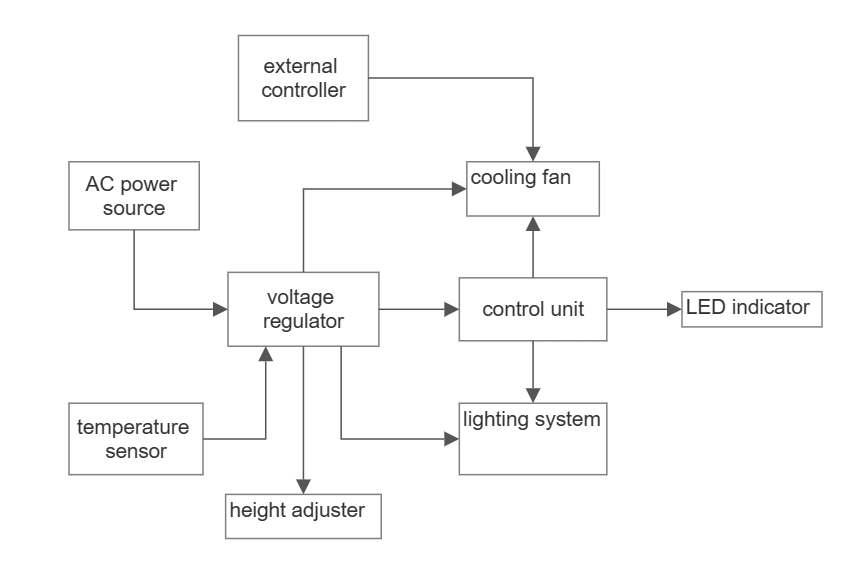 external
controller
cooling fan
AC power
source
voltage
regulator
control unit
LED indicator
temperature
sensor
lighting system
height adjuster